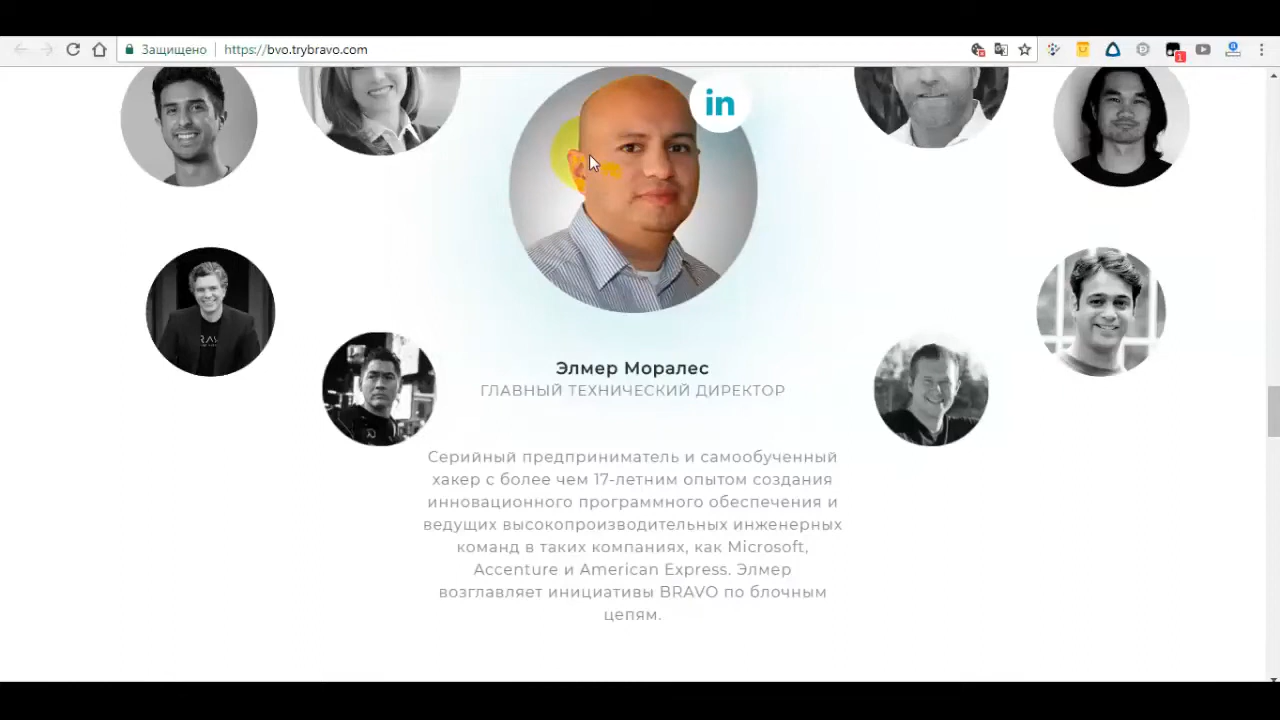 Защищено
https://bvo.trybravo.com
1
in
Элмер Моралес
ГЛАВНЫЙ ТЕХНИЧЕСКИЙ ДИРЕКТОР
Серийный предприниматель и самообученный
хакер с более чем 17-летним опытом создания
инновационного программного обеспечения и
ведущих высокопроизводительных инженерных
команд в таких компаниях, как Microsoft,
Accenture и American Express. Элмер
возглавляет инициативы BRAVO по блочным
цепям.